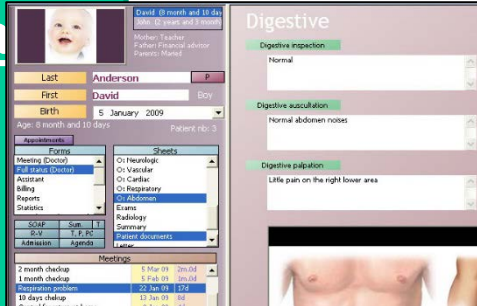 David (8 month and 10 day
John (2 years and 3 month
Mother: Teacher
Father: Financial advisor
Parents: Maried
Last Anderson P
First David Boy
Birth 5 January 2009
Age: 8 month and 10 days
Patient nb: 3
Appointments
Forms
Meeting (Doctor)
Full status (Doctor)
Assistant
Billing
Reports
Statistics
SOAP Sum. T
R-V T, P, PC
Admission Agenda
Sheets
O: Neurologic
O: Vascular
O: Cardiac
O: Respiratory
O: Abdomen
Exams
Radiology
Summary
Patient documents
Letter
Meetings
2 month checkup 5 Mar 09 2m.0d
1 month checkup 5 Feb 09 1m.0d
Respiration problem 22 Jan 09 17d
10 days chekup 13 Jan 09 8d
Digestive
Digestive inspection
Normal
Digestive auscultation
Normal abdomen noises
Digestive palpation
Little pain on the right lower area